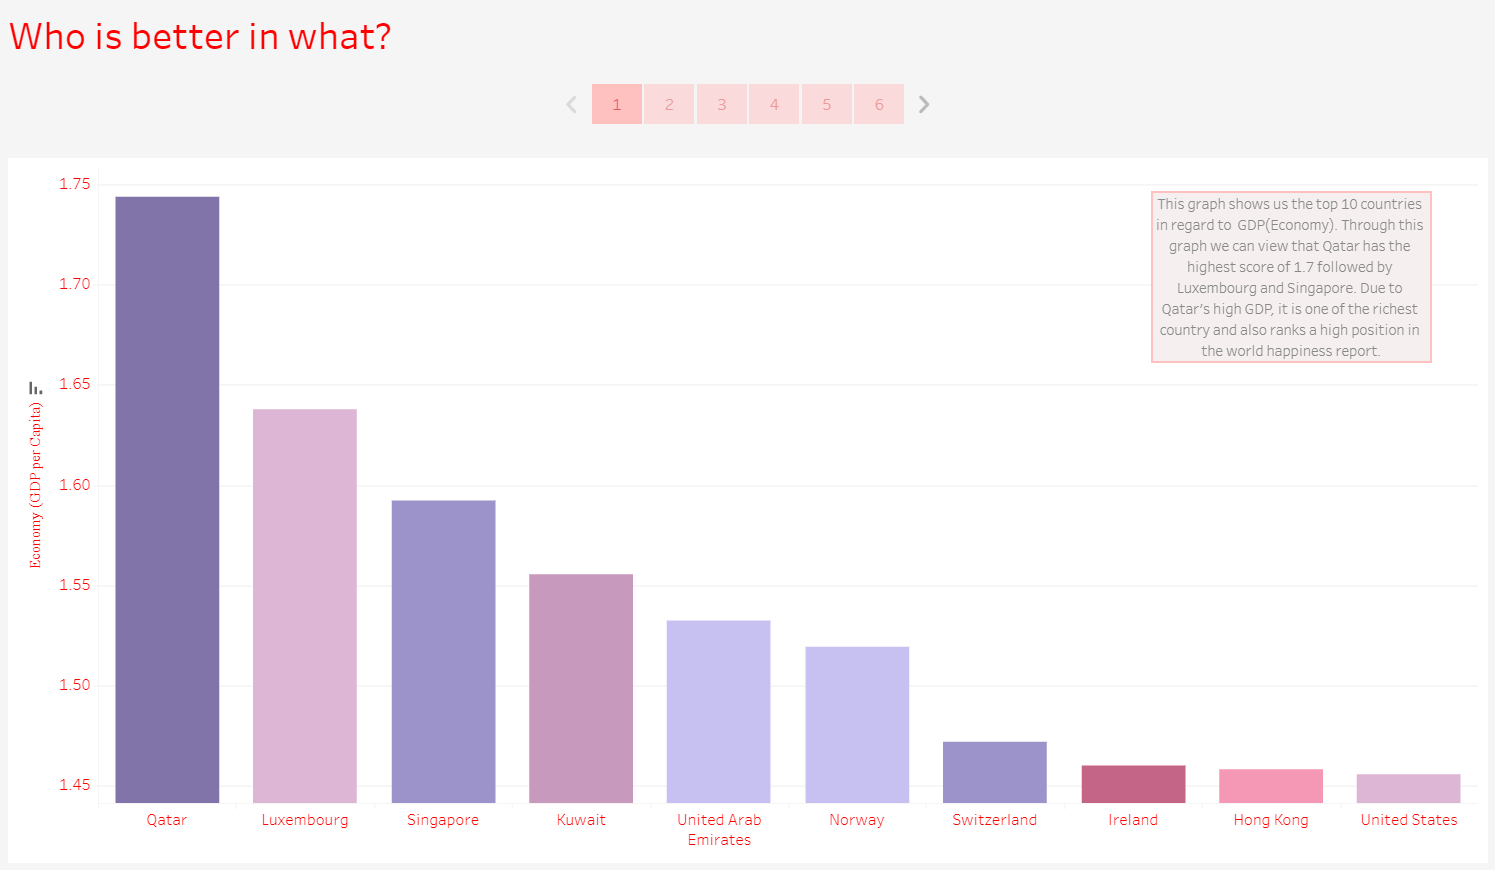 Who is better in what?
1 2 3 4 5 6
1.75
1.70
1.65
1.60
1.55
1.50
1.45
Economy (GDP per Capita)
This graph shows us the top 10 countries
in regard to  GDP(Economy). Through this
graph we can view that Qatar has the
highest score of 1.7 followed by
Luxembourg and Singapore. Due to
Qatar’s high GDP, it is one of the richest
country and also ranks a high position in
the world happiness report.
Qatar Luxembourg Singapore Kuwait United Arab Norway Switzerland Ireland Hong Kong United States
Emirates